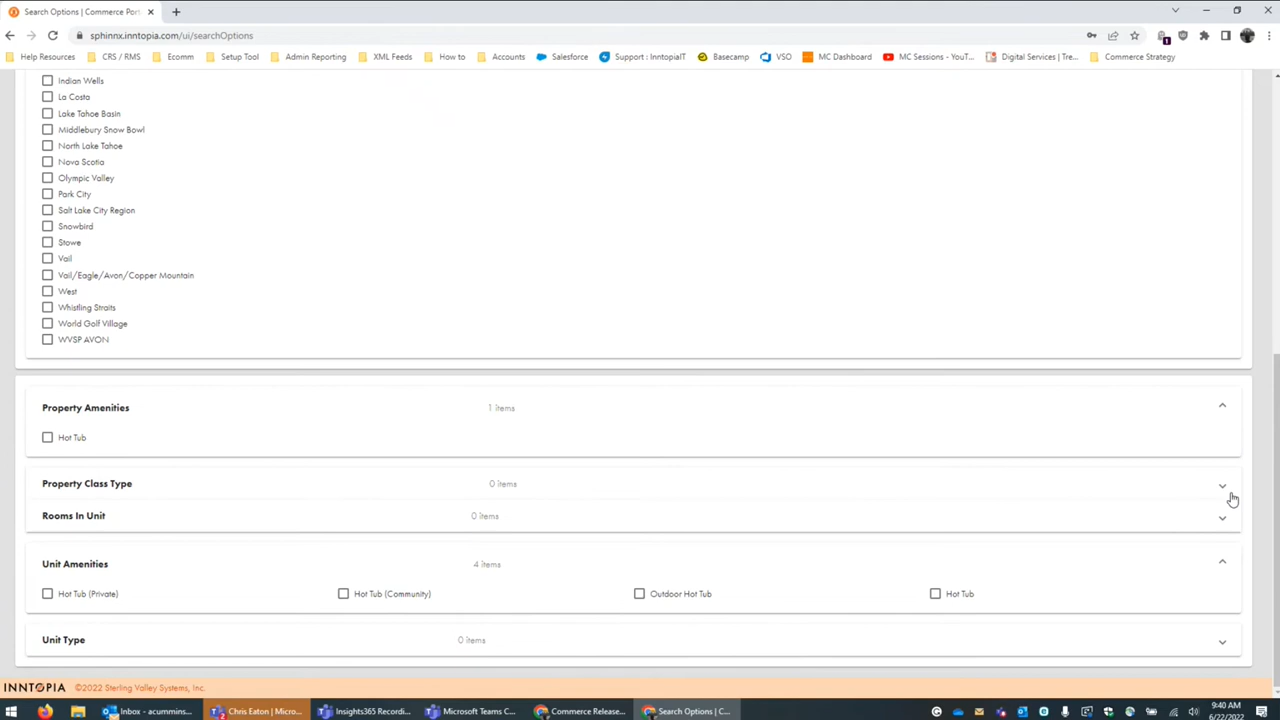 Search Options | Commerce Port
sphinnx.inntopia.com/ui/searchOptions
Help Resources CRS / RMS Ecomm Setup Tool Admin Reporting XML Feeds How to Accounts Salesforce Support : InntopiaIT Basecamp VSO MC Dashboard MC Sessions - YouT... Digital Services | Tre... Commerce Strategy
Indian Wells
La Costa
Lake Tahoe Basin
Middlebury Snow Bowl
North Lake Tahoe
Nova Scotia
Olympic Valley
Park City
Salt Lake City Region
Snowbird
Stowe
Vail
Vail/Eagle/Avon/Copper Mountain
West
Whistling Straits
World Golf Village
WVSP AVON
Property Amenities 1 items
Hot Tub
Property Class Type 0 items
Rooms In Unit 0 items
Unit Amenities 4 items
Hot Tub (Private) Hot Tub (Community) Outdoor Hot Tub Hot Tub
Unit Type 0 items
INNTOPIA ©2022 Sterling Valley Systems, Inc.
Inbox - acummins... Chris Eaton | Micro... Insights365 Recordi... Microsoft Teams C... Commerce Release... Search Options | C...
9:40 AM
6/22/2022